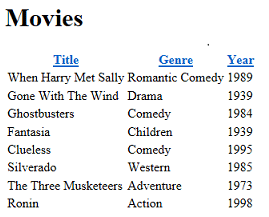 Movies
Title Genre Year
When Harry Met Sally Romantic Comedy 1989
Gone With The Wind Drama 1939
Ghostbusters Comedy 1984
Fantasia Children 1939
Clueless Comedy 1995
Silverado Western 1985
The Three Musketeers Adventure 1973
Ronin Action 1998